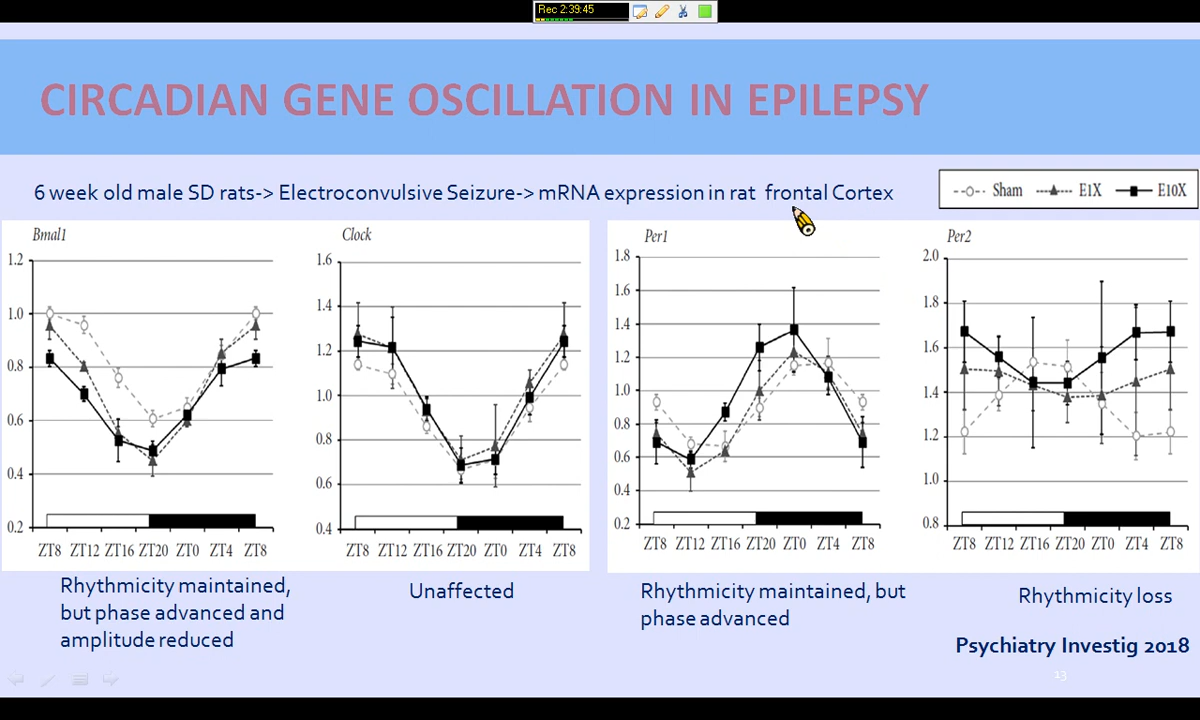 Rec 2:39:45
CIRCADIAN GENE OSCILLATION IN EPILEPSY
6 week old male SD rats-> Electroconvulsive Seizure-> mRNA expression in rat frontal Cortex
Sham E1X E10X
Bmal1
1.2
1.0
0.8
0.6
0.4
0.2
ZT8 ZT12 ZT16 ZT20 ZT0 ZT4 ZT8
Rhythmicity maintained,
but phase advanced and
amplitude reduced
Clock
1.6
1.4
1.2
1.0
0.8
0.6
0.4
ZT8 ZT12 ZT16 ZT20 ZT0 ZT4 ZT8
Unaffected
Per1
1.8
1.6
1.4
1.2
1.0
0.8
0.6
0.4
0.2
ZT8 ZT12 ZT16 ZT20 ZT0 ZT4 ZT8
Rhythmicity maintained, but
phase advanced
Per2
2.0
1.8
1.6
1.4
1.2
1.0
0.8
ZT8 ZT12 ZT16 ZT20 ZT0 ZT4 ZT8
Rhythmicity loss
Psychiatry Investig 2018
13